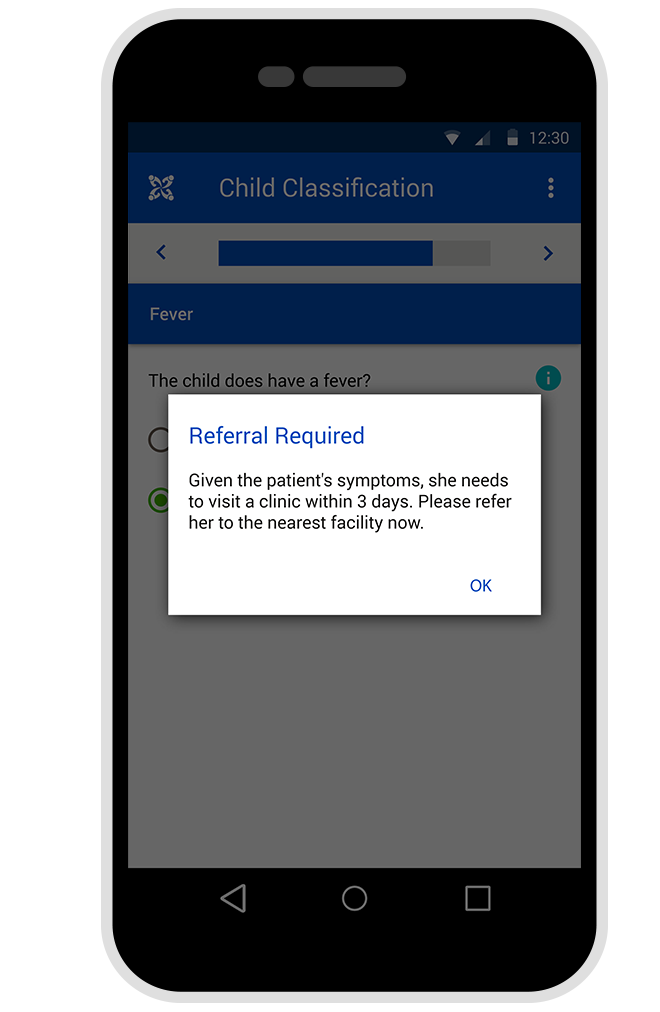 12:30
Child Classification
Fever
The child does have a fever?
Referral Required
Given the patient's symptoms, she needs
to visit a clinic within 3 days. Please refer
her to the nearest facility now.
OK